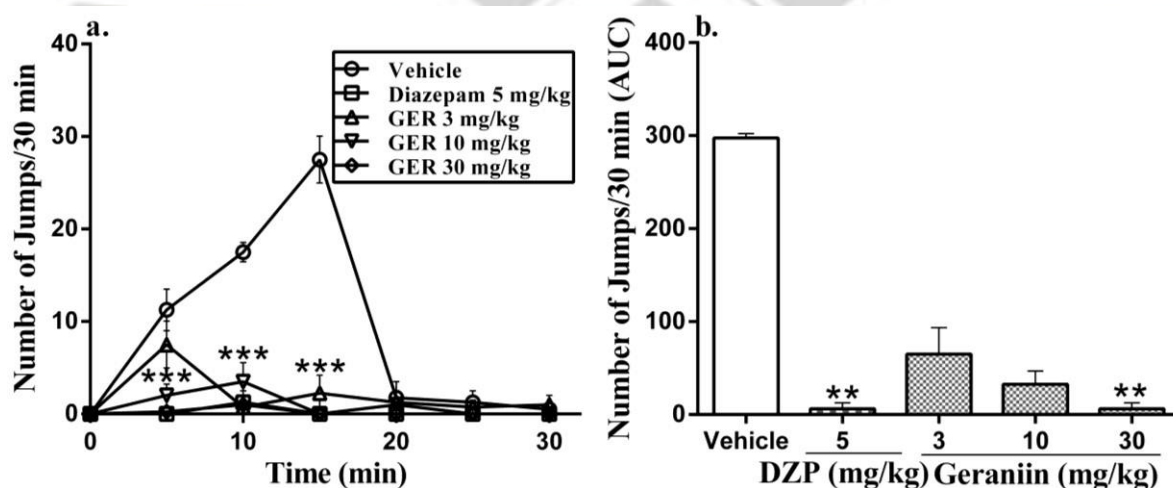 a.
Number of Jumps/30 min
40
30
20
10
0
Vehicle
Diazepam 5 mg/kg
GER 3 mg/kg
GER 10 mg/kg
GER 30 mg/kg
***
***
***
0
10
20
30
Time (min)
b.
Number of Jumps/30 min (AUC)
400
300
200
100
0
**
**
Vehicle
5
3
10
30
DZP (mg/kg)
Geraniin (mg/kg)